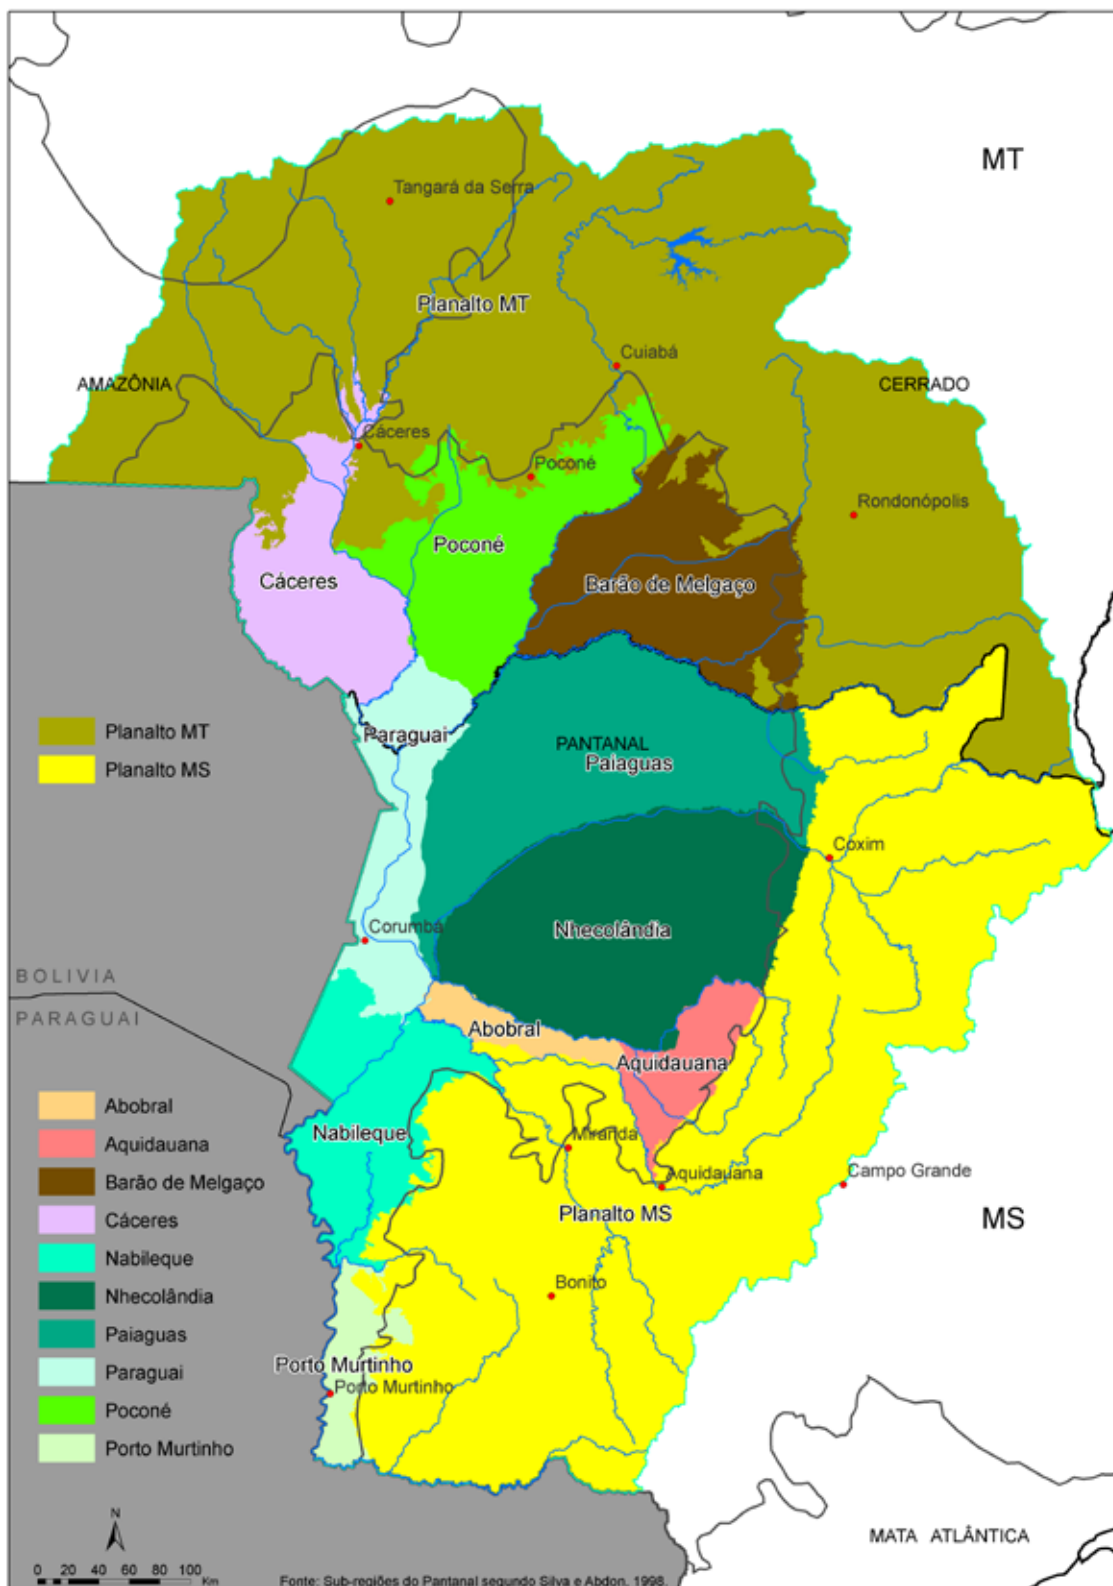 MT
Tangará da Serra
Planalto MT
Cuiabá
AMAZÔNIA
CERRADO
Cáceres
Poconé
Rondonópolis
Poconé
Cáceres
Barão de Melgaço
Planalto MT
Planalto MS
Paraguai
PANTANAL
Paiaguas
Coxim
Nhecolândia
Corumbá
BOLIVIA
PARAGUAI
Abobral
Aquidauana
Nabileque
Miranda
Aquidauana
Campo Grande
Planalto MS
MS
Bonito
Porto Murtinho
Porto Murtinho
Abobral
Aquidauana
Barão de Melgaço
Cáceres
Nabileque
Nhecolândia
Paiaguas
Paraguai
Poconé
Porto Murtinho
N
0 20 40 60 80 100
Km
MATA ATLÂNTICA
Fonte: Sub-regiões do Pantanal segundo Silva e Abdon, 1998.